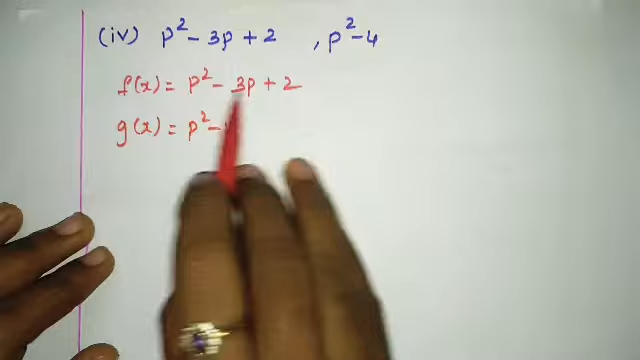 (iv) p² - 3p + 2 , p² - 4
f(x) = p² - 3p + 2
g(x) = p² -